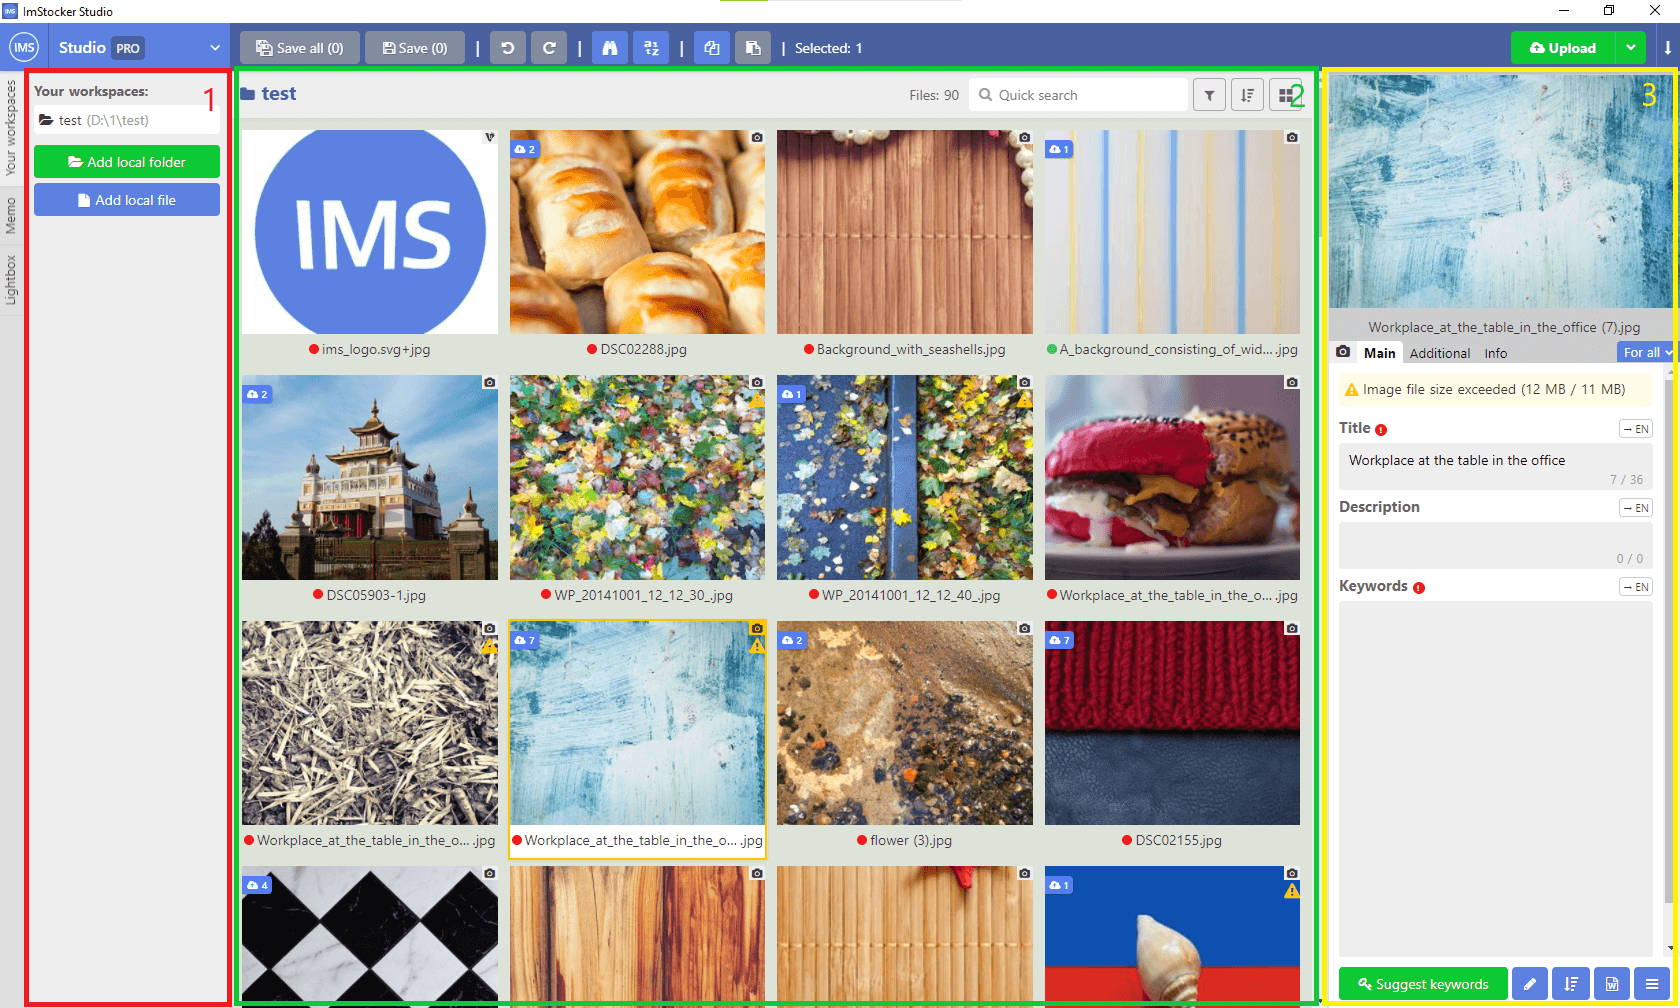 IMS ImStocker Studio
IMS Studio PRO Save all (0) Save (0) | | | Selected: 1 Upload
Your workspaces
Memo
Lightbox
Your workspaces: 1
test (D:\1\test)
Add local folder
Add local file
test Files: 90 Quick search 2
IMS
2
1
ims_logo.svg+jpg
DSC02288.jpg
Background_with_seashells.jpg
A_background_consisting_of_wid... .jpg
2
1
DSC05903-1.jpg
WP_20141001_12_12_30_.jpg
WP_20141001_12_12_40_.jpg
Workplace_at_the_table_in_the_o... .jpg
7
2
7
Workplace_at_the_table_in_the_o... .jpg
Workplace_at_the_table_in_the_o... .jpg
flower (3).jpg
DSC02155.jpg
4
1
3
Workplace_at_the_table_in_the_office (7).jpg
Main Additional Info For all
Image file size exceeded (12 MB / 11 MB)
Title → EN
Workplace at the table in the office
7 / 36
Description → EN
0 / 0
Keywords → EN
Suggest keywords